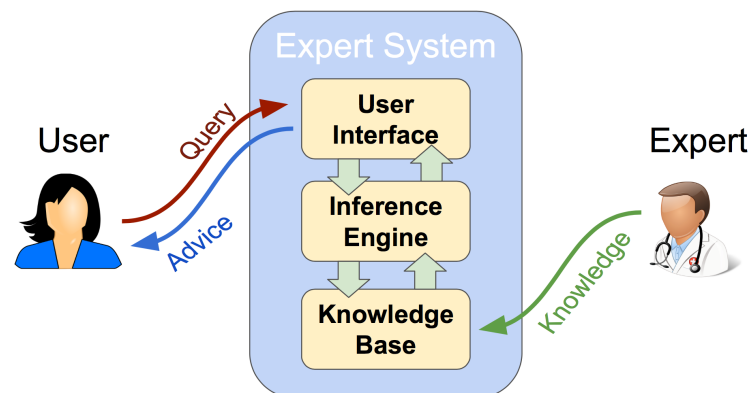 Expert System
User
Interface
Query
User
Expert
Advice
Inference
Engine
Knowledge
Knowledge
Base